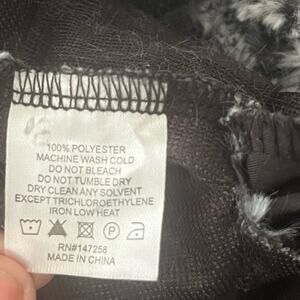 100% POLYESTER
MACHINE WASH COLD
DO NOT BLEACH
DO NOT TUMBLE DRY
DRY CLEAN ANY SOLVENT
EXCEPT TRICHLOROETHYLENE
IRON LOW HEAT
RN#147258
MADE IN CHINA